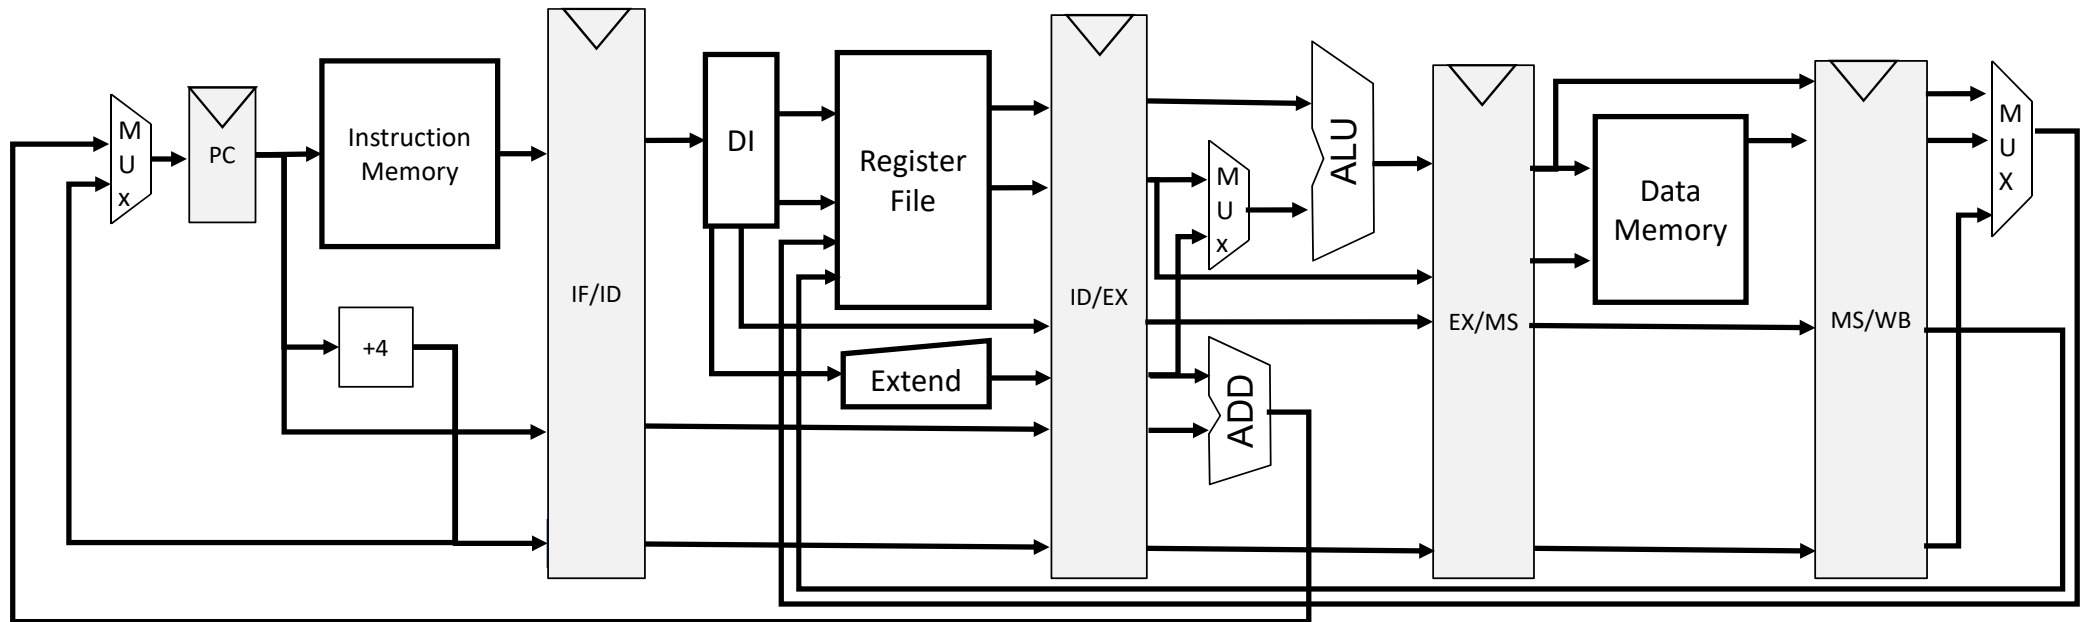 M
U
x
PC
Instruction
Memory
+4
IF/ID
DI
Register
File
Extend
ID/EX
M
U
x
ALU
ADD
EX/MS
Data
Memory
MS/WB
M
U
X